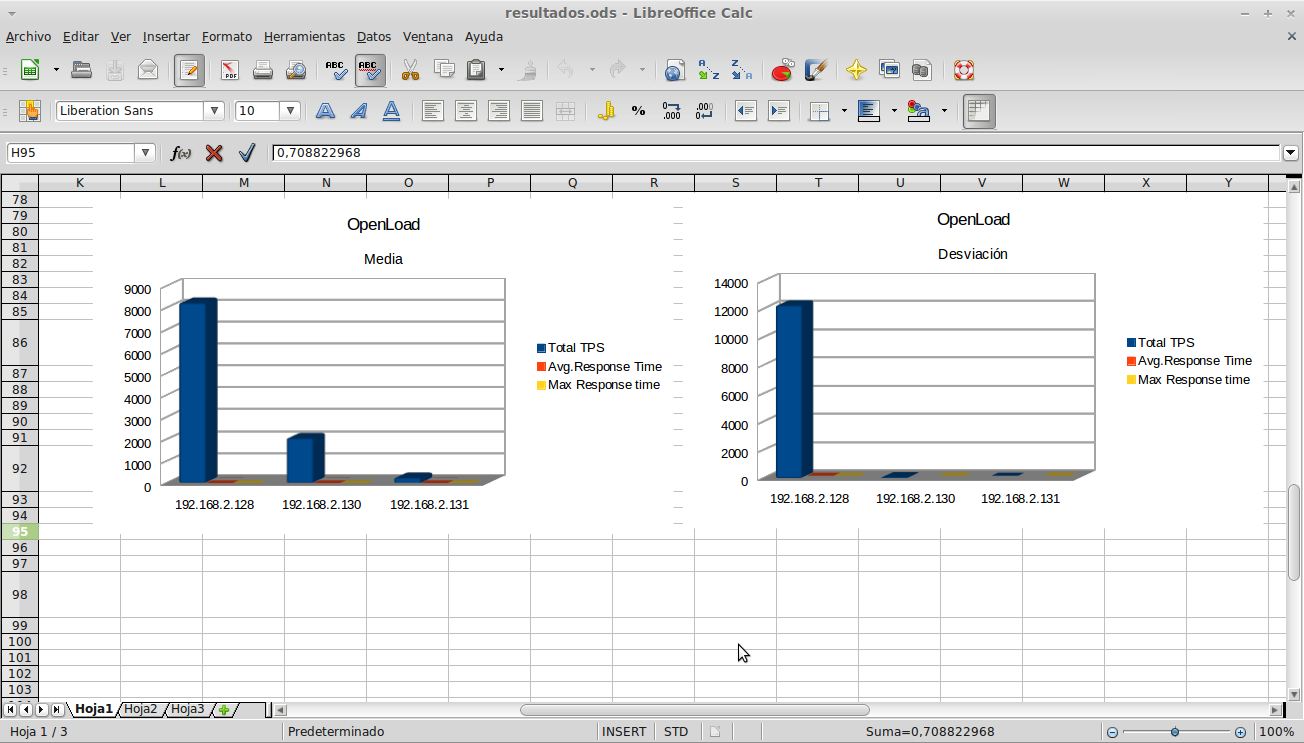 resultados.ods - LibreOffice Calc
Archivo Editar Ver Insertar Formato Herramientas Datos Ventana Ayuda
Liberation Sans 10
H95 f(x) 0,708822968
K L M N O P Q R S T U V W X Y
78
79
80
81
82
83
84
85
86
87
88
89
90
91
92
93
94
95
96
97
98
99
100
101
102
103
OpenLoad
Media
9000
8000
7000
6000
5000
4000
3000
2000
1000
0
192.168.2.128 192.168.2.130 192.168.2.131
Total TPS
Avg.Response Time
Max Response time
OpenLoad
Desviación
14000
12000
10000
8000
6000
4000
2000
0
192.168.2.128 192.168.2.130 192.168.2.131
Total TPS
Avg.Response Time
Max Response time
Hoja1 Hoja2 Hoja3
Hoja 1 / 3 Predeterminado INSERT STD Suma=0,708822968 100%